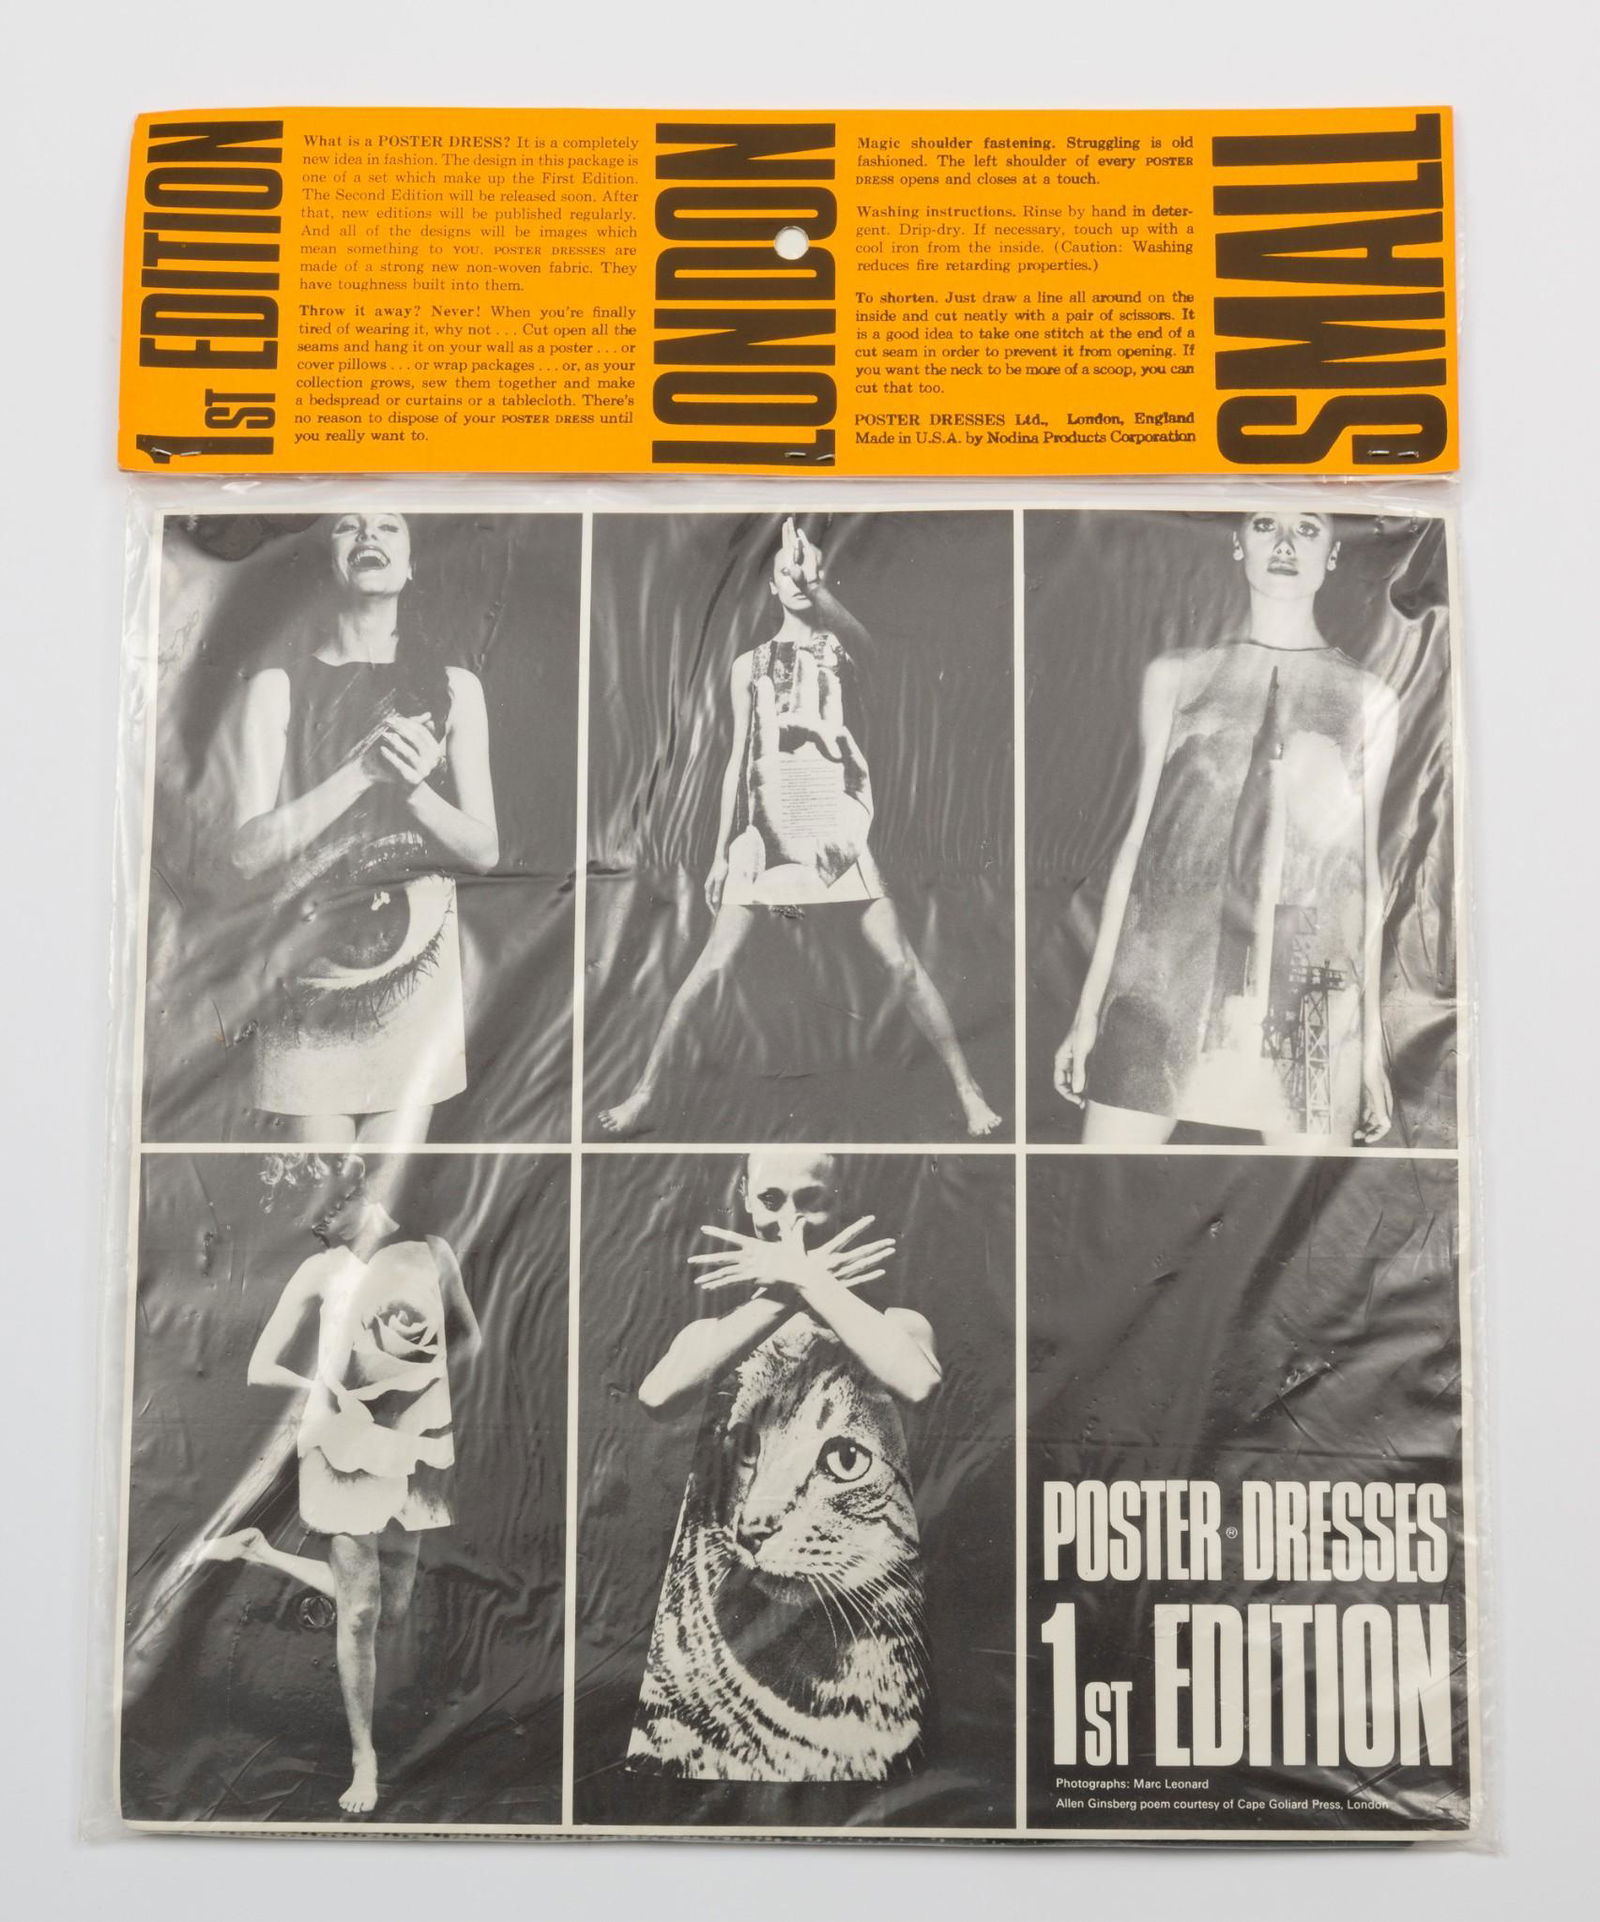 1ST EDITION
What is a POSTER DRESS? It is a completely
new idea in fashion. The design in this package is
one of a set which make up the First Edition.
The Second Edition will be released soon. After
that, new editions will be published regularly.
And all of the designs will be images which
mean something to YOU. POSTER DRESSES are
made of a strong new non-woven fabric. They
have toughness built into them.
Throw it away? Never! When you're finally
tired of wearing it, why not . . . Cut open all the
seams and hang it on your wall as a poster . . . or
cover pillows . . . or wrap packages . . . or, as your
collection grows, sew them together and make
a bedspread or curtains or a tablecloth. There's
no reason to dispose of your POSTER DRESS until
you really want to.
LONDON
Magic shoulder fastening. Struggling is old
fashioned. The left shoulder of every POSTER
DRESS opens and closes at a touch.
Washing instructions. Rinse by hand in deter-
gent. Drip-dry. If necessary, touch up with a
cool iron from the inside. (Caution: Washing
reduces fire retarding properties.)
To shorten. Just draw a line all around on the
inside and cut neatly with a pair of scissors. It
is a good idea to take one stitch at the end of a
cut seam in order to prevent it from opening. If
you want the neck to be more of a scoop, you can
cut that too.
POSTER DRESSES Ltd., London, England
Made in U.S.A. by Nodina Products Corporation
SMALL
POSTER® DRESSES
1ST EDITION
Photographs: Marc Leonard
Allen Ginsberg poem courtesy of Cape Goliard Press, London